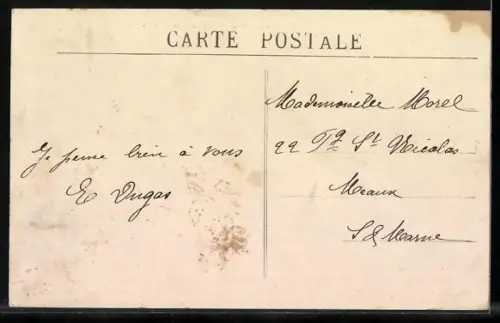 CARTE POSTALE
Je pense bien à vous
E Dugas
Mademoiselle Morel
22 Fg St Nicolas
Meaux
S & Marne